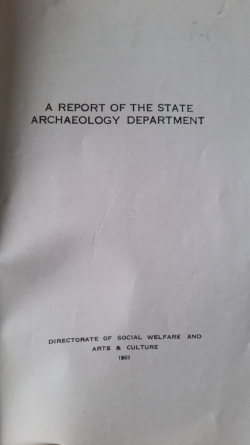 A REPORT OF THE STATE
ARCHAEOLOGY DEPARTMENT
DIRECTORATE OF SOCIAL WELFARE AND
ARTS & CULTURE